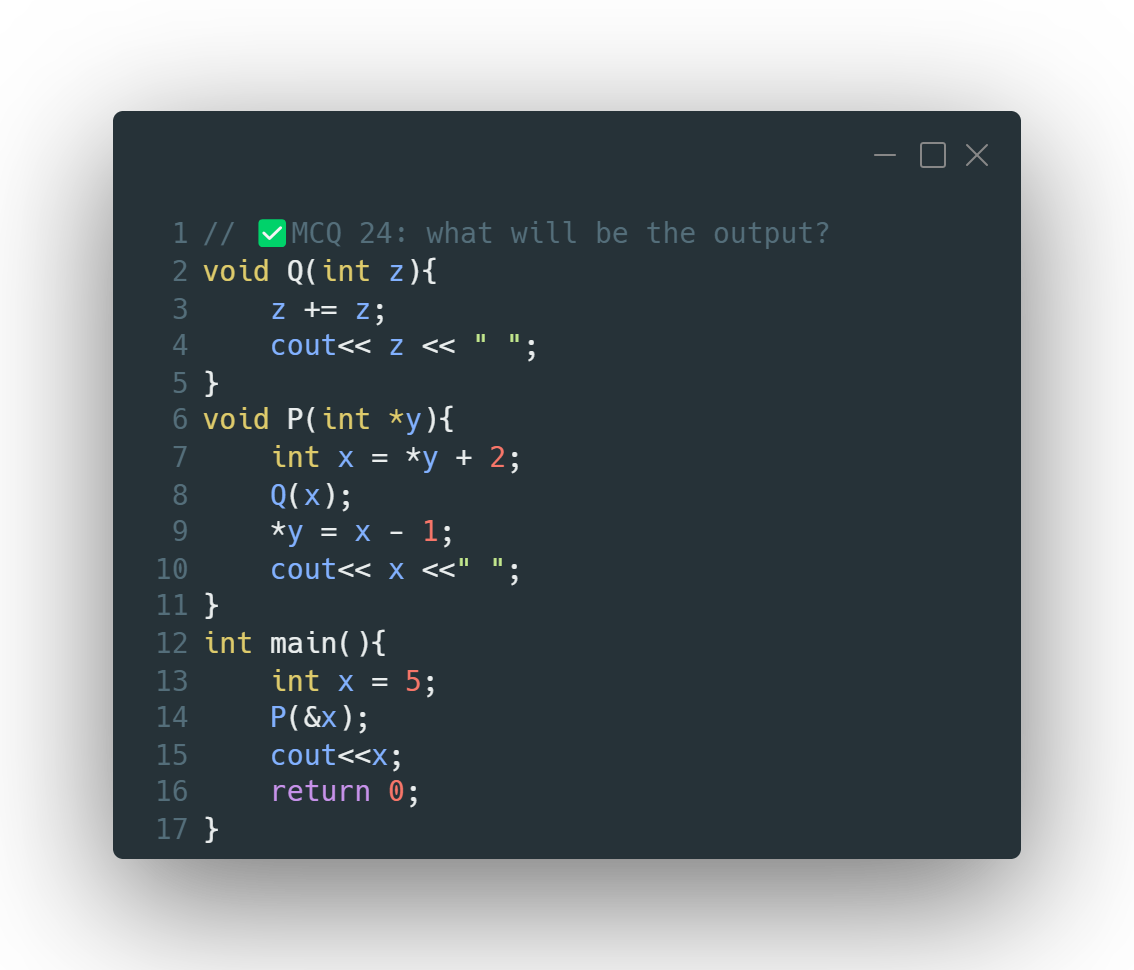 1 // ✅MCQ 24: what will be the output?
2 void Q(int z){
3     z += z;
4     cout<< z << " ";
5 }
6 void P(int *y){
7     int x = *y + 2;
8     Q(x);
9     *y = x - 1;
10     cout<< x <<" ";
11 }
12 int main(){
13     int x = 5;
14     P(&x);
15     cout<<x;
16     return 0;
17 }